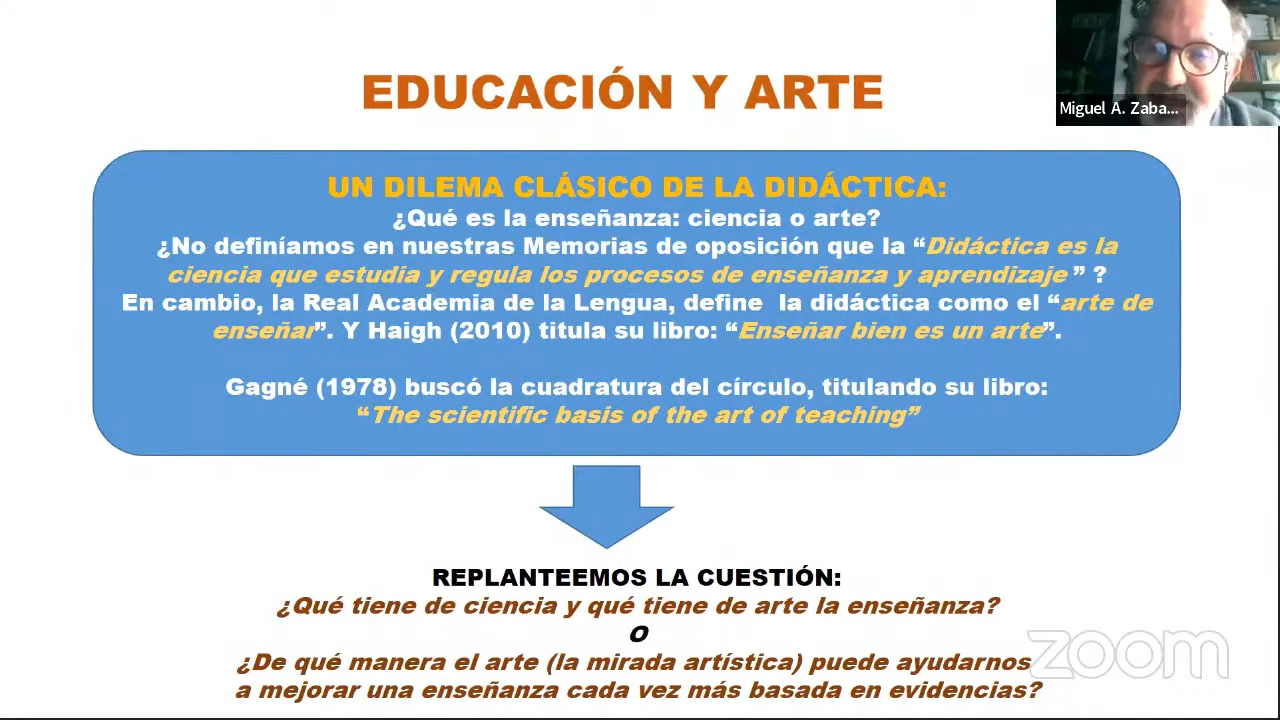 EDUCACIÓN Y ARTE
Miguel A. Zaba...
UN DILEMA CLÁSICO DE LA DIDÁCTICA:
¿Qué es la enseñanza: ciencia o arte?
¿No definíamos en nuestras Memorias de oposición que la “Didáctica es la
ciencia que estudia y regula los procesos de enseñanza y aprendizaje” ?
En cambio, la Real Academia de la Lengua, define la didáctica como el “arte de
enseñar”. Y Haigh (2010) titula su libro: “Enseñar bien es un arte”.
Gagné (1978) buscó la cuadratura del círculo, titulando su libro:
“The scientific basis of the art of teaching”
REPLANTEEMOS LA CUESTIÓN:
¿Qué tiene de ciencia y qué tiene de arte la enseñanza?
O
¿De qué manera el arte (la mirada artística) puede ayudarnos
a mejorar una enseñanza cada vez más basada en evidencias?
zoom